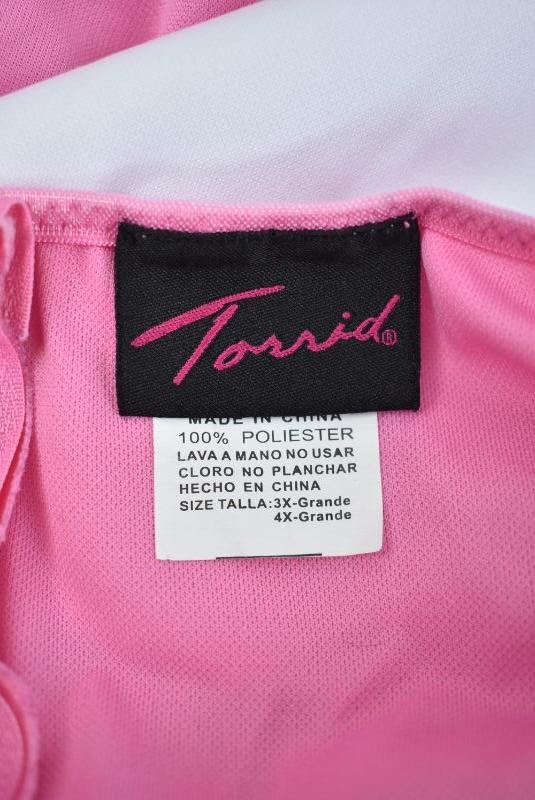 Torrid®
MADE IN CHINA
100% POLIESTER
LAVA A MANO NO USAR
CLORO NO PLANCHAR
HECHO EN CHINA
SIZE TALLA:3X-Grande
4X-Grande